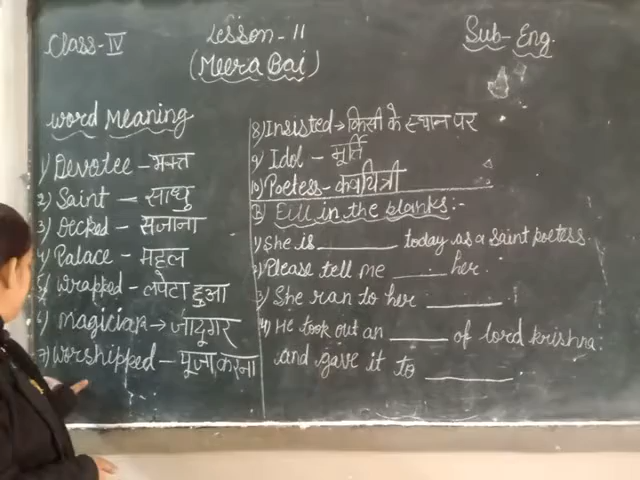 Class-IV
Lesson-11
(Meera Bai)
Sub-Eng.
Word Meaning
1) Devotee - भक्त
2) Saint - साधु
3) Decked - सजाना
4) Palace - महल
5) Wrapped - लपेटा हुआ
6) Magician → जादूगर
7) Worshipped - पूजा करना
8) Insisted → किसी के स्थान पर
9) Idol - मूर्ति
10) Poetess - कवयित्री
B) Fill in the blanks:-
1) She is ______ today as a saint poetess.
2) Please tell me ______ her.
3) She ran to her ______.
4) He took out an ______ of lord krishna.
and gave it to ______